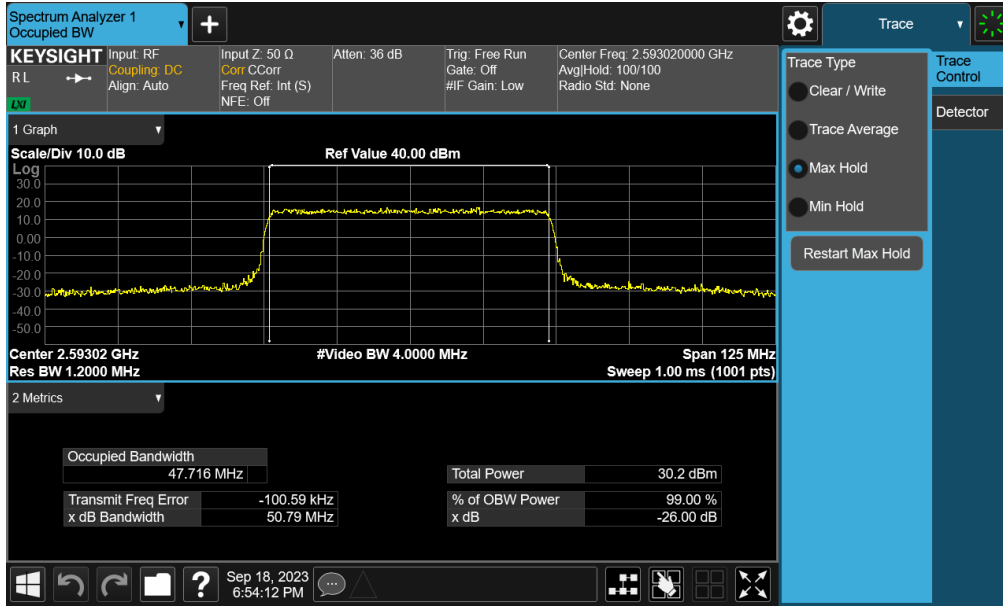 Spectrum Analyzer 1
Occupied BW
+
Trace
KEYSIGHT
RL
LXI
Input: RF
Coupling: DC
Align: Auto
Input Z: 50 Ω
Corr CCorr
Freq Ref: Int (S)
NFE: Off
Atten: 36 dB
Trig: Free Run
Gate: Off
#IF Gain: Low
Center Freq: 2.593020000 GHz
Avg|Hold: 100/100
Radio Std: None
Trace Type
Clear / Write
Trace Average
Max Hold
Min Hold
Restart Max Hold
Trace
Control
Detector
1 Graph
Scale/Div 10.0 dB
Ref Value 40.00 dBm
Log
30.0
20.0
10.0
0.00
-10.0
-20.0
-30.0
-40.0
-50.0
Center 2.59302 GHz
#Video BW 4.0000 MHz
Span 125 MHz
Res BW 1.2000 MHz
Sweep 1.00 ms (1001 pts)
2 Metrics
Occupied Bandwidth
47.716 MHz
Total Power 30.2 dBm
Transmit Freq Error -100.59 kHz
% of OBW Power 99.00 %
x dB Bandwidth 50.79 MHz
x dB -26.00 dB
?
Sep 18, 2023
6:54:12 PM